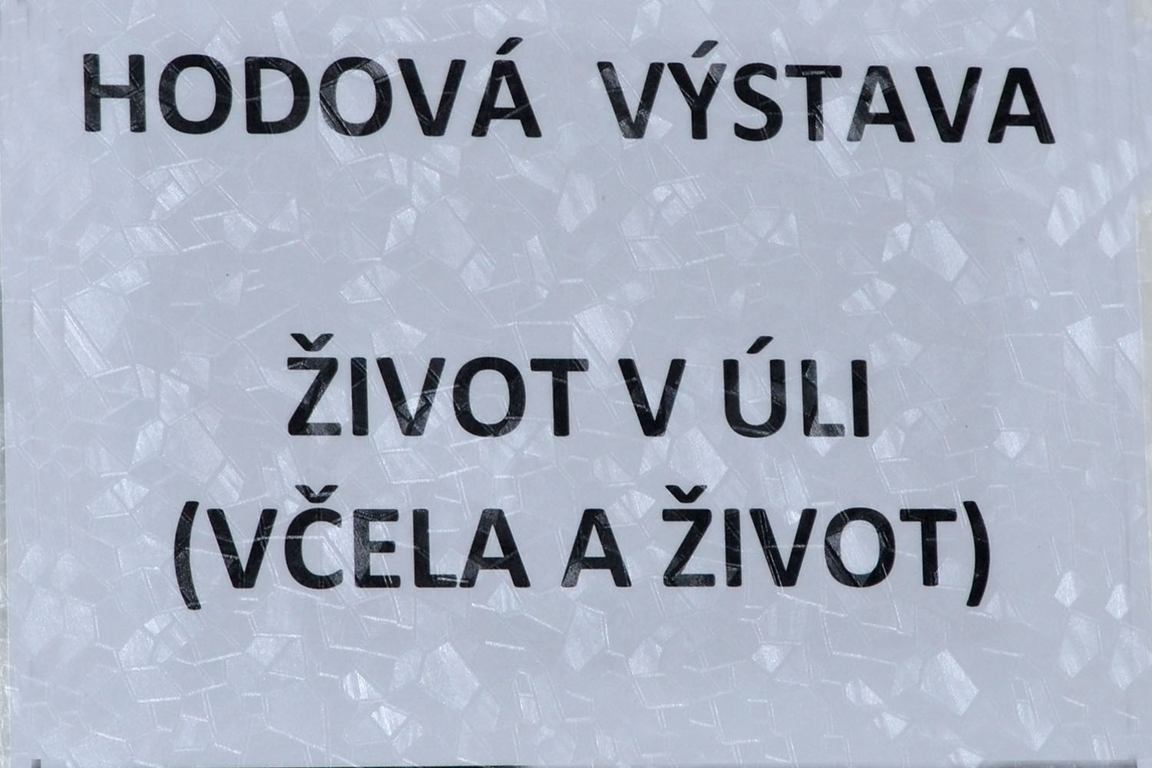 HODOVÁ VÝSTAVA
ŽIVOT V ÚLI
(VČELA A ŽIVOT)